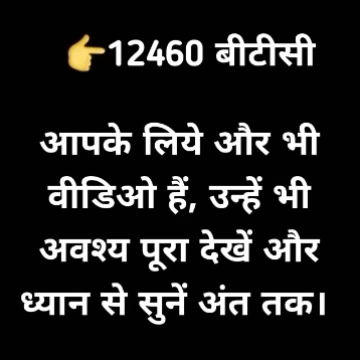 👉12460 बीटीसी
आपके लिये और भी
वीडिओ हैं, उन्हें भी
अवश्य पूरा देखें और
ध्यान से सुनें अंत तक।